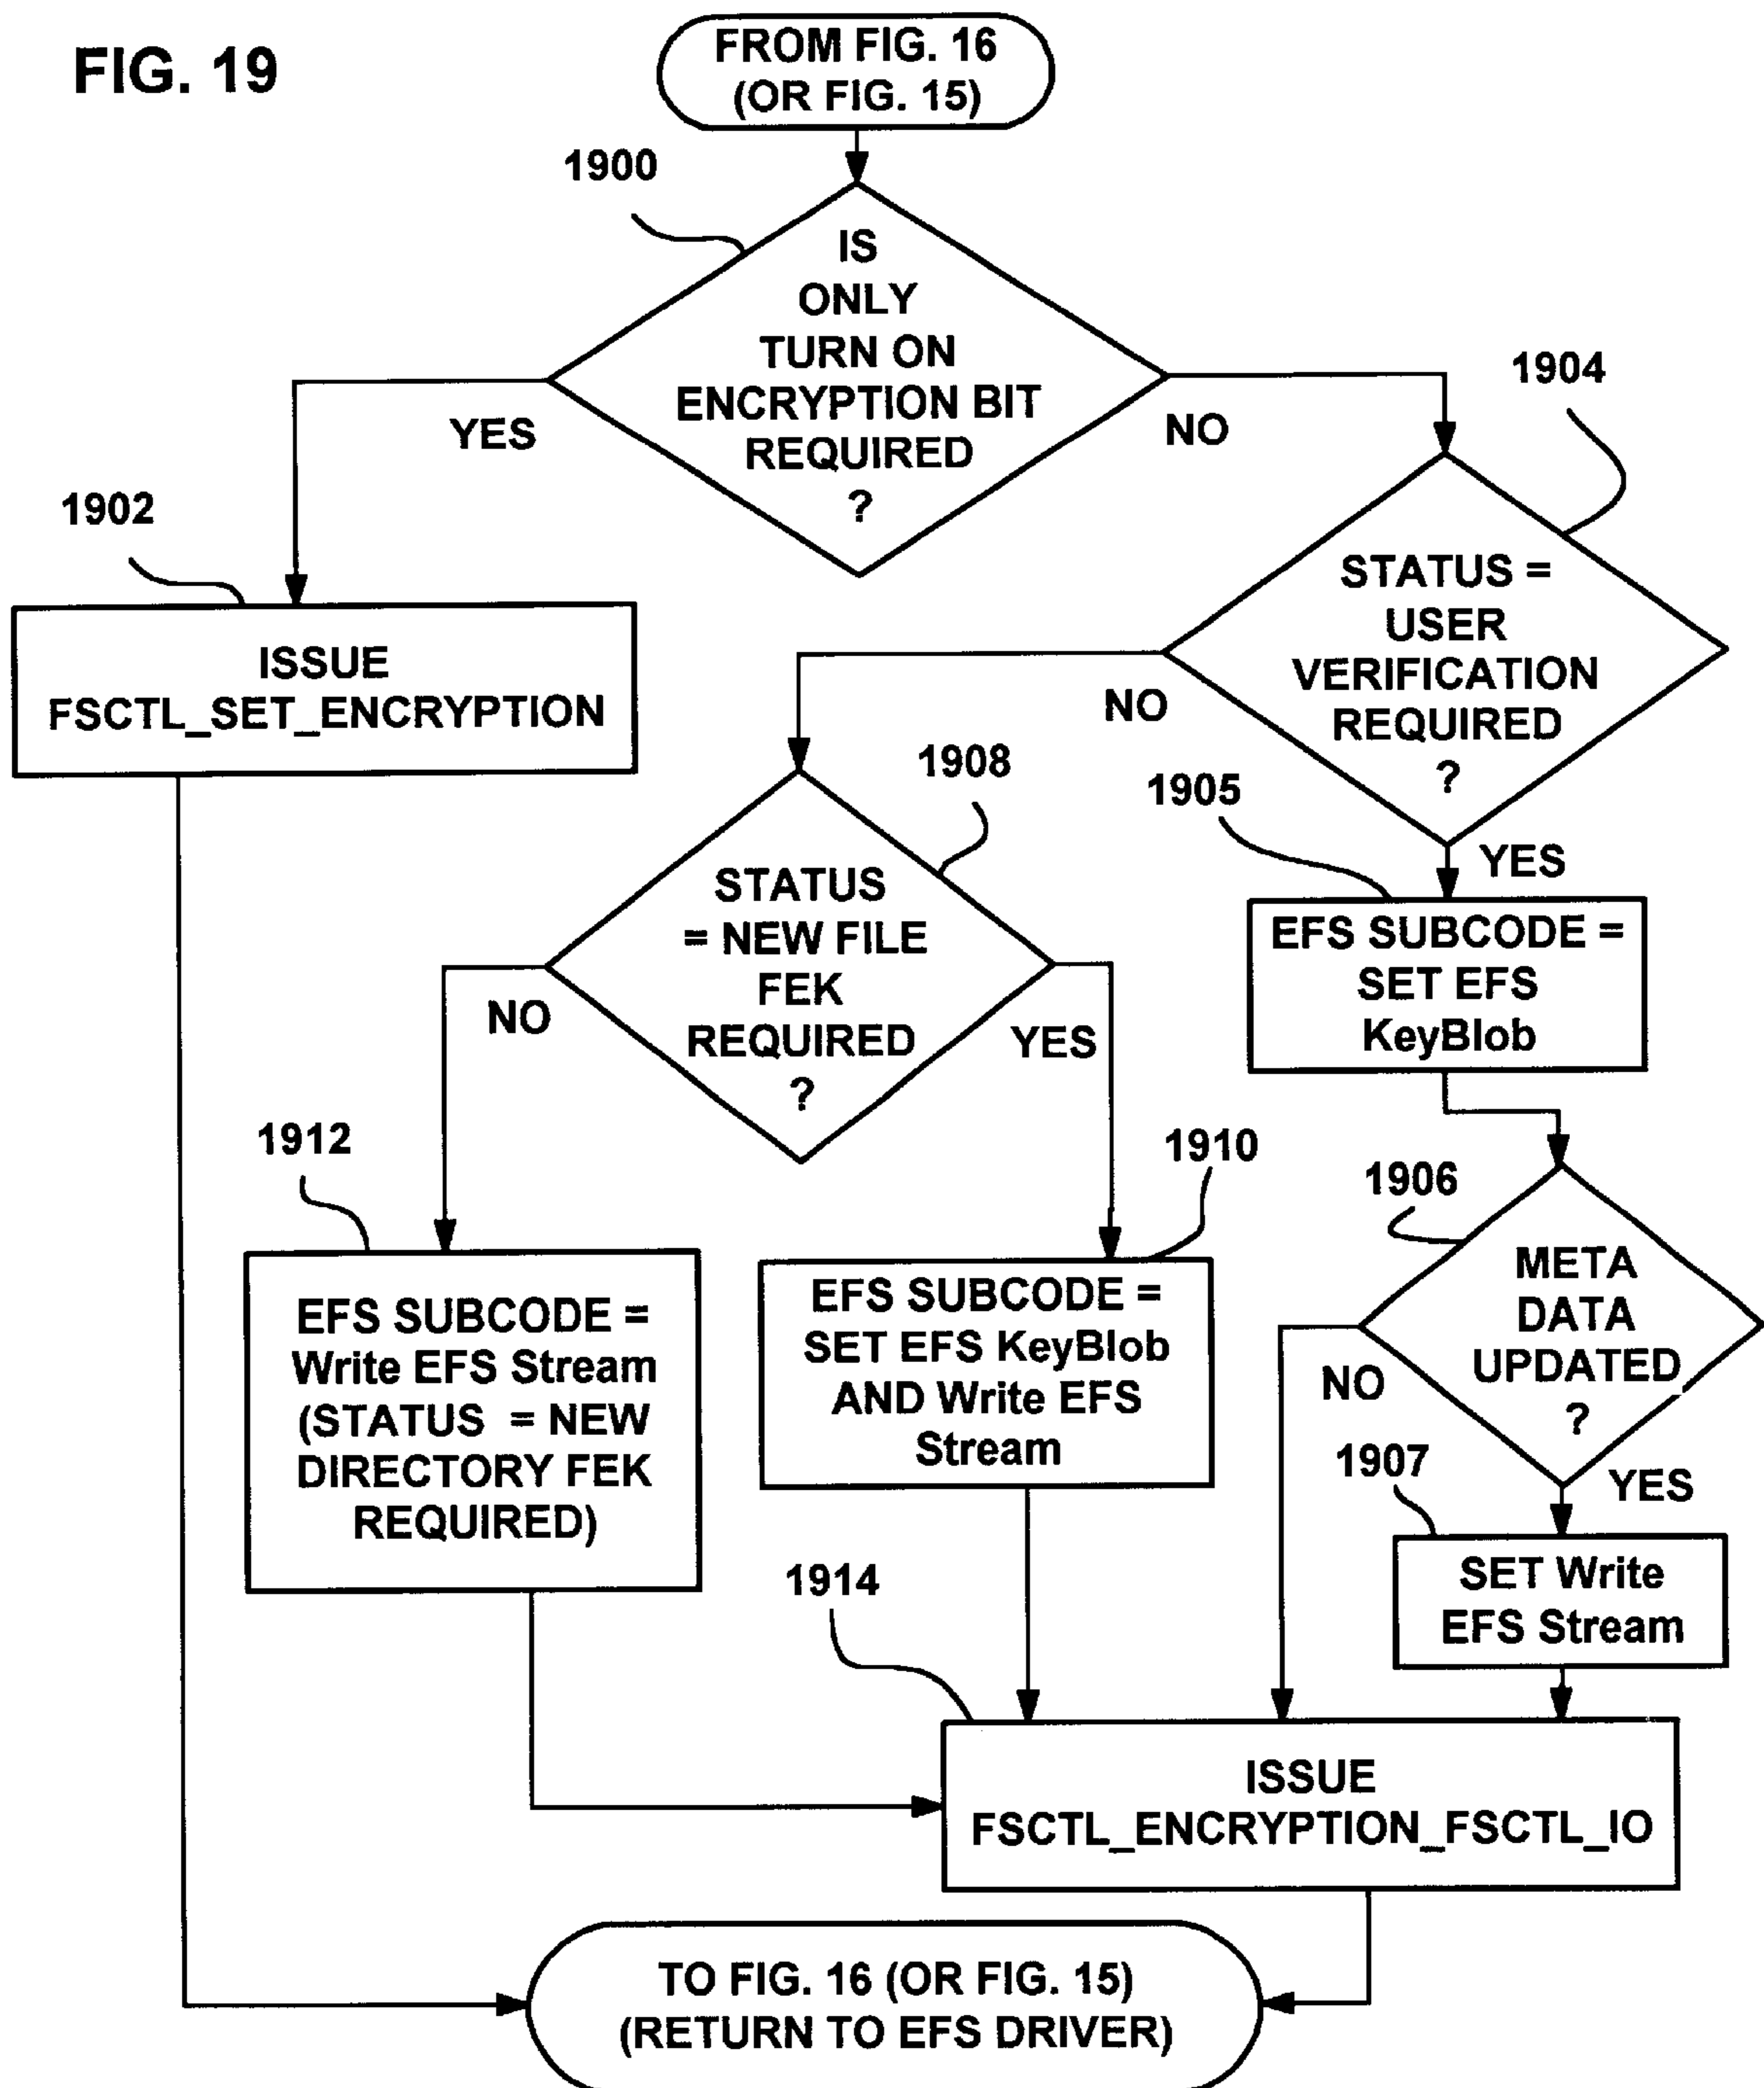 FIG. 19
FROM FIG. 16
(OR FIG. 15)
1900
IS
ONLY
TURN ON
ENCRYPTION BIT
REQUIRED
?
YES
NO
1902
ISSUE
FSCTL_SET_ENCRYPTION
1904
STATUS =
USER
VERIFICATION
REQUIRED
?
NO
YES
1908
STATUS
= NEW FILE
FEK
REQUIRED
?
NO
YES
1905
EFS SUBCODE =
SET EFS
KeyBlob
1906
META
DATA
UPDATED
?
NO
YES
1912
EFS SUBCODE =
Write EFS Stream
(STATUS = NEW
DIRECTORY FEK
REQUIRED)
1910
EFS SUBCODE =
SET EFS KeyBlob
AND Write EFS
Stream
1907
SET Write
EFS Stream
1914
ISSUE
FSCTL_ENCRYPTION_FSCTL_IO
TO FIG. 16 (OR FIG. 15)
(RETURN TO EFS DRIVER)